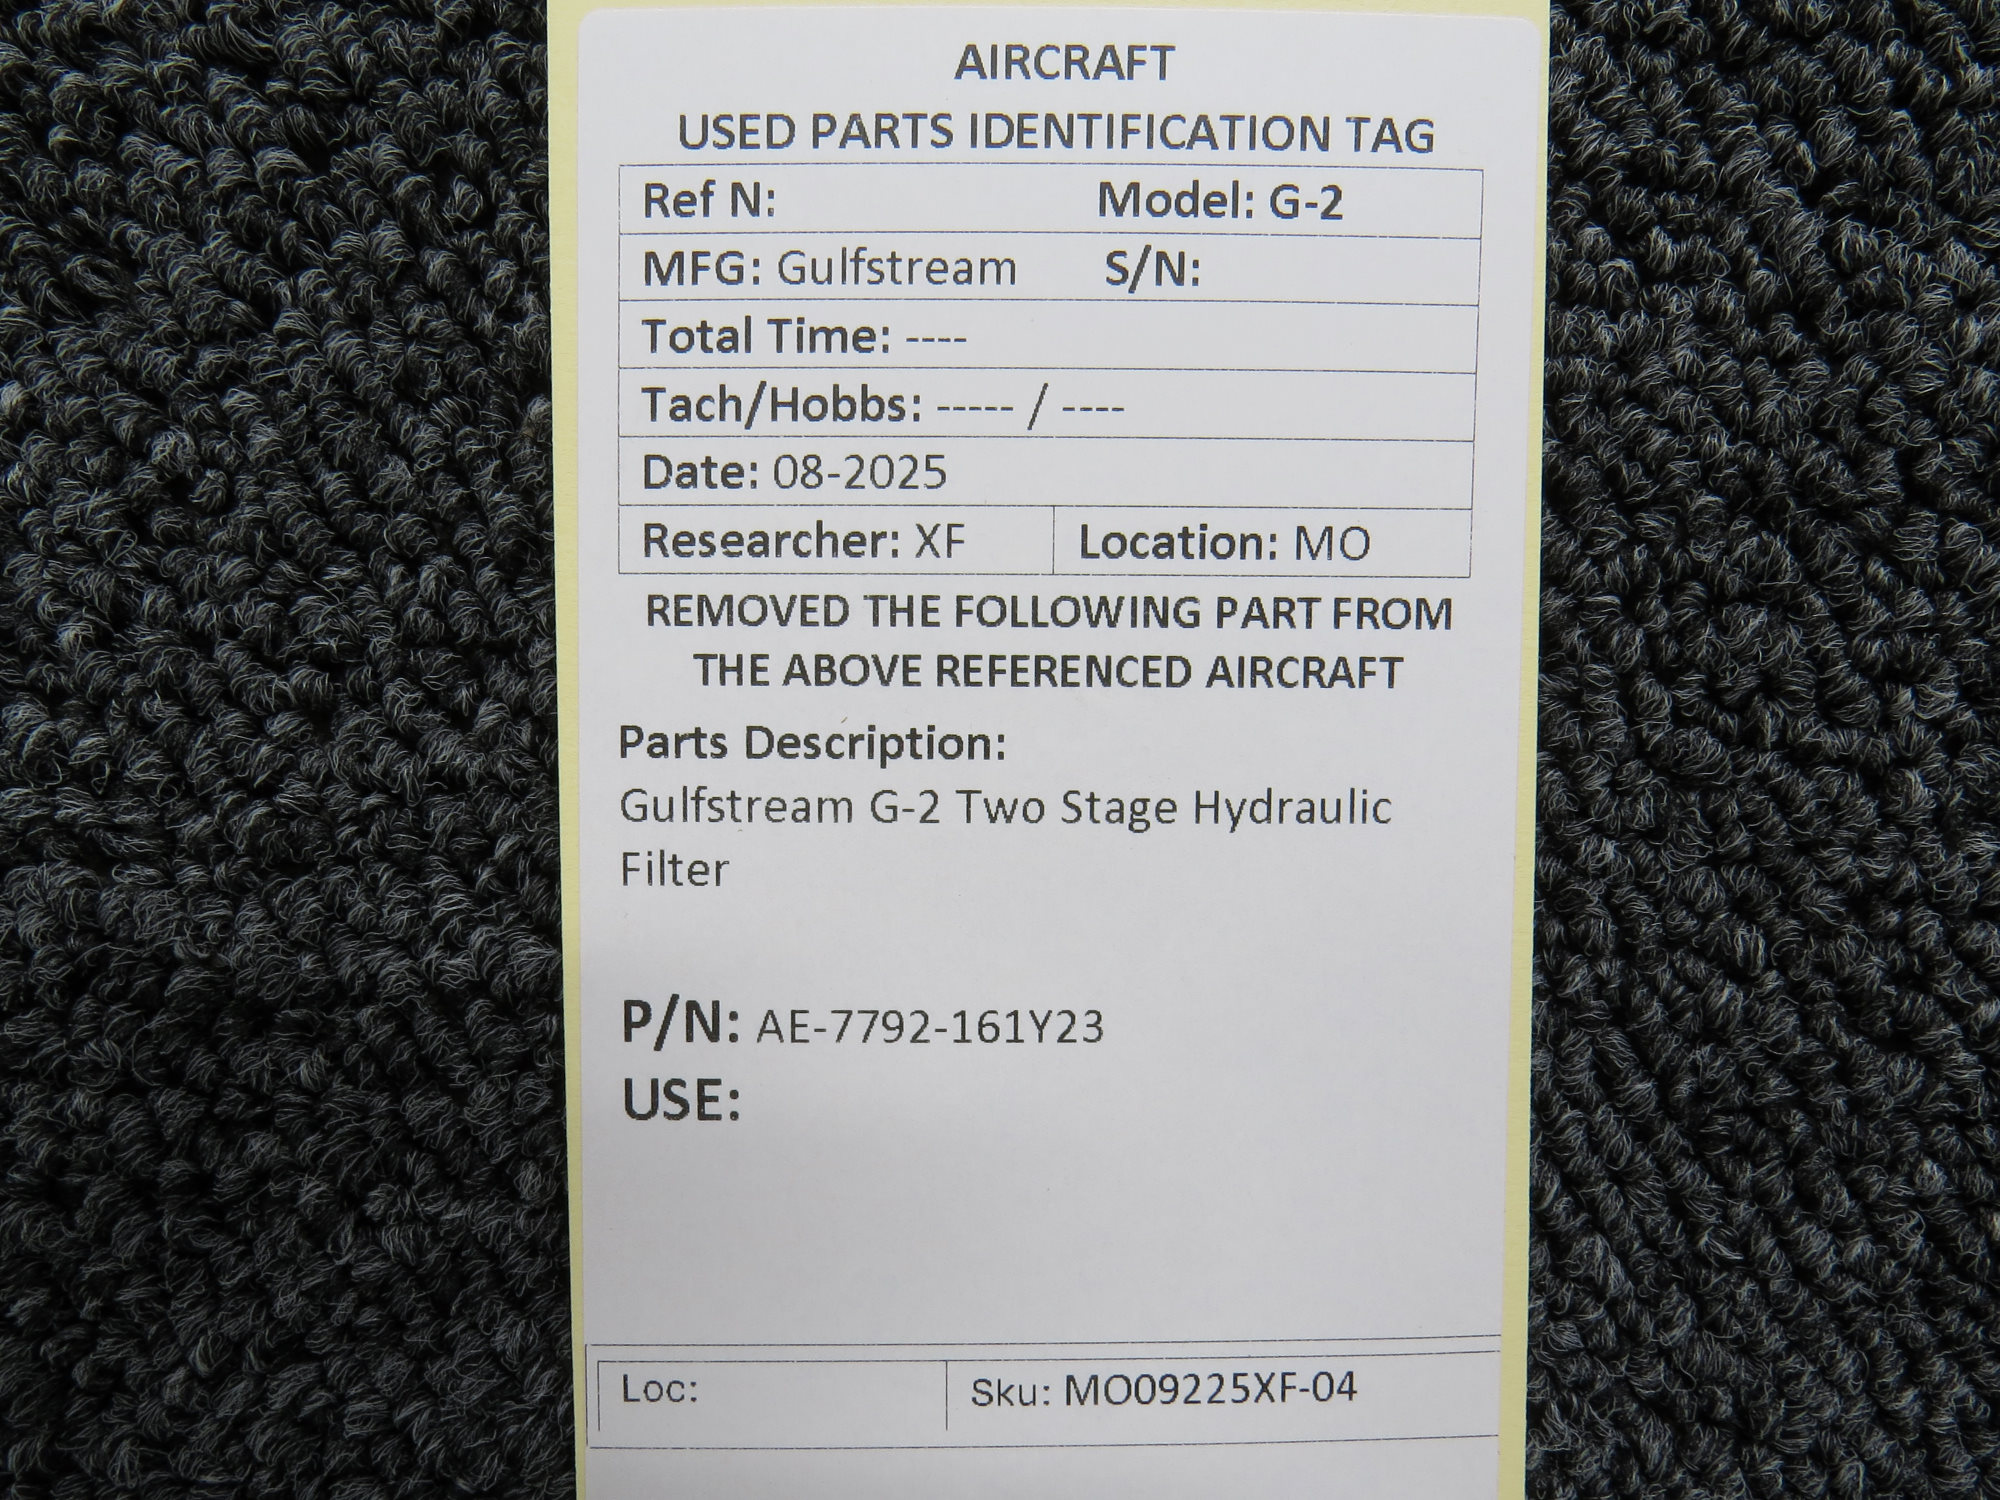 AIRCRAFT
USED PARTS IDENTIFICATION TAG
Ref N: Model: G-2
MFG: Gulfstream S/N:
Total Time: ----
Tach/Hobbs: ----- / ----
Date: 08-2025
Researcher: XF Location: MO
REMOVED THE FOLLOWING PART FROM
THE ABOVE REFERENCED AIRCRAFT
Parts Description:
Gulfstream G-2 Two Stage Hydraulic
Filter
P/N: AE-7792-161Y23
USE:
Loc: Sku: MO09225XF-04